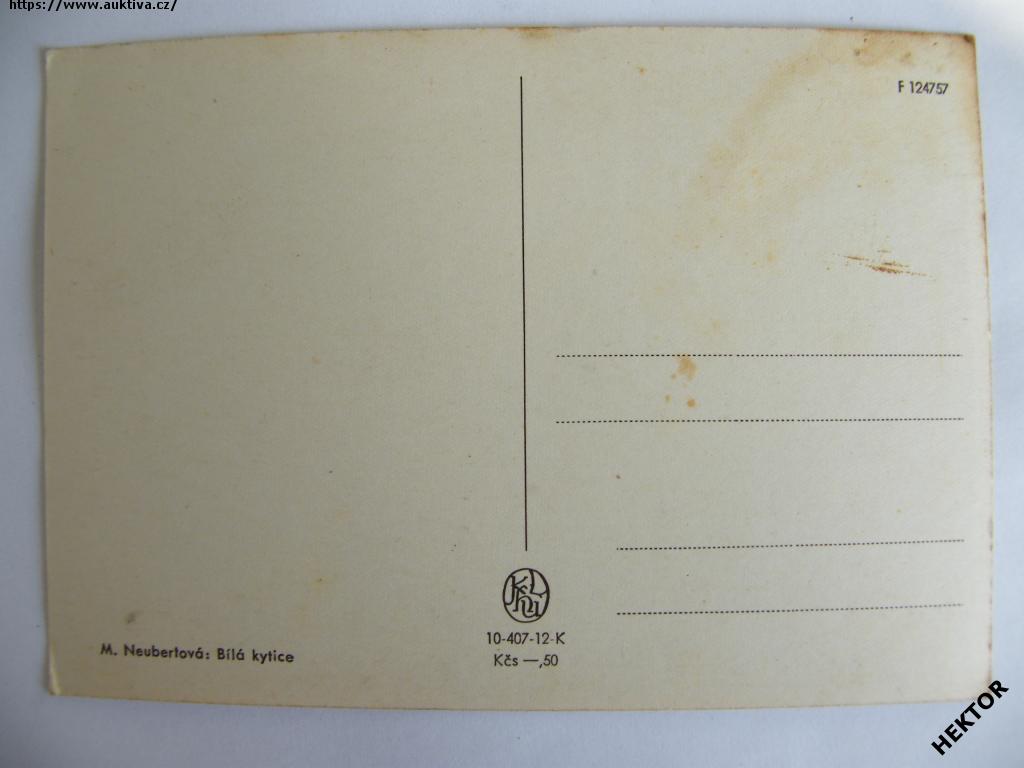 https://www.auktiva.cz/
F 124757
10-407-12-K
Kčs —,50
M. Neubertová: Bílá kytice
HEKTOR